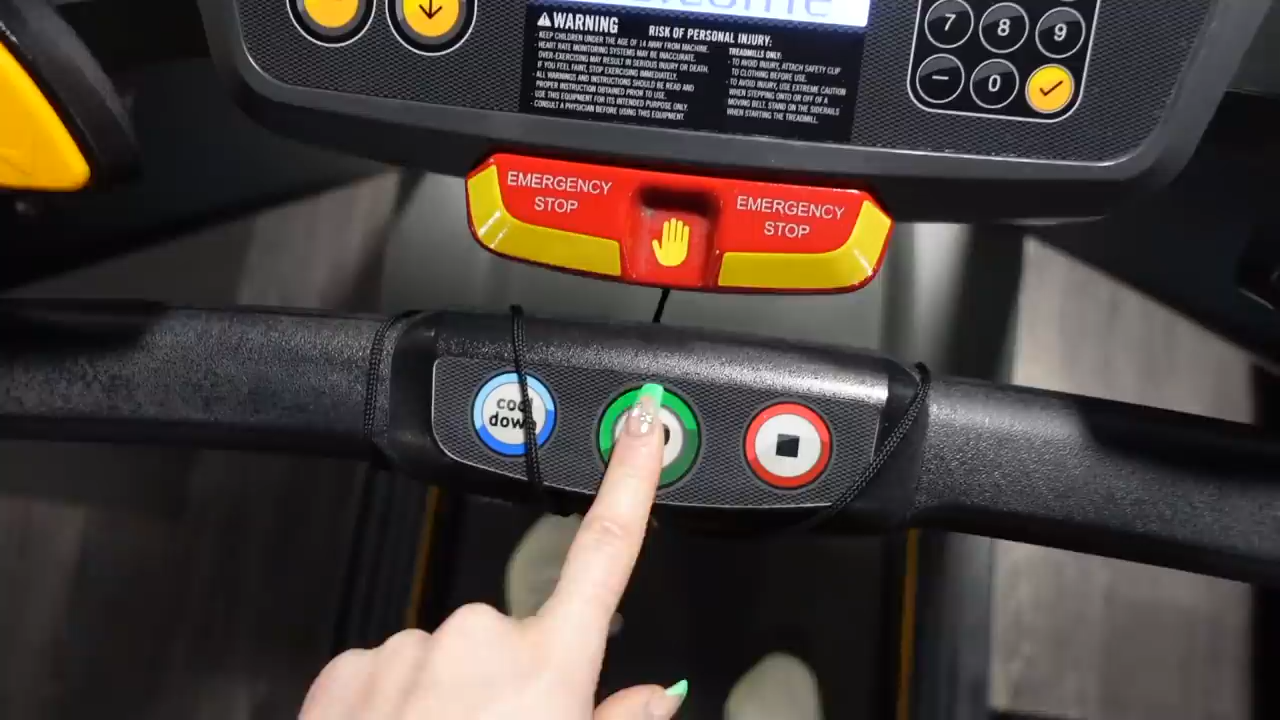 Welcome
7 8 9
WARNING RISK OF PERSONAL INJURY:
- KEEP CHILDREN UNDER THE AGE OF 14 AWAY FROM MACHINE.
- HEART RATE MONITORING SYSTEMS MAY BE INACCURATE.
OVER-EXERCISING MAY RESULT IN SERIOUS INJURY OR DEATH.
IF YOU FEEL FAINT, STOP EXERCISING IMMEDIATELY.
- ALL WARNINGS AND INSTRUCTIONS SHOULD BE READ AND
PROPER INSTRUCTION OBTAINED PRIOR TO USE.
- USE THIS EQUIPMENT FOR ITS INTENDED PURPOSE ONLY.
- CONSULT A PHYSICIAN BEFORE USING THIS EQUIPMENT.
TREADMILLS ONLY:
- TO AVOID INJURY, ATTACH SAFETY CLIP
TO CLOTHING BEFORE USE.
- TO AVOID INJURY, USE EXTREME CAUTION
WHEN STEPPING ONTO OR OFF OF A
MOVING BELT. STAND ON THE SIDERAILS
WHEN STARTING THE TREADMILL.
0
EMERGENCY
STOP
EMERGENCY
STOP
cool
down